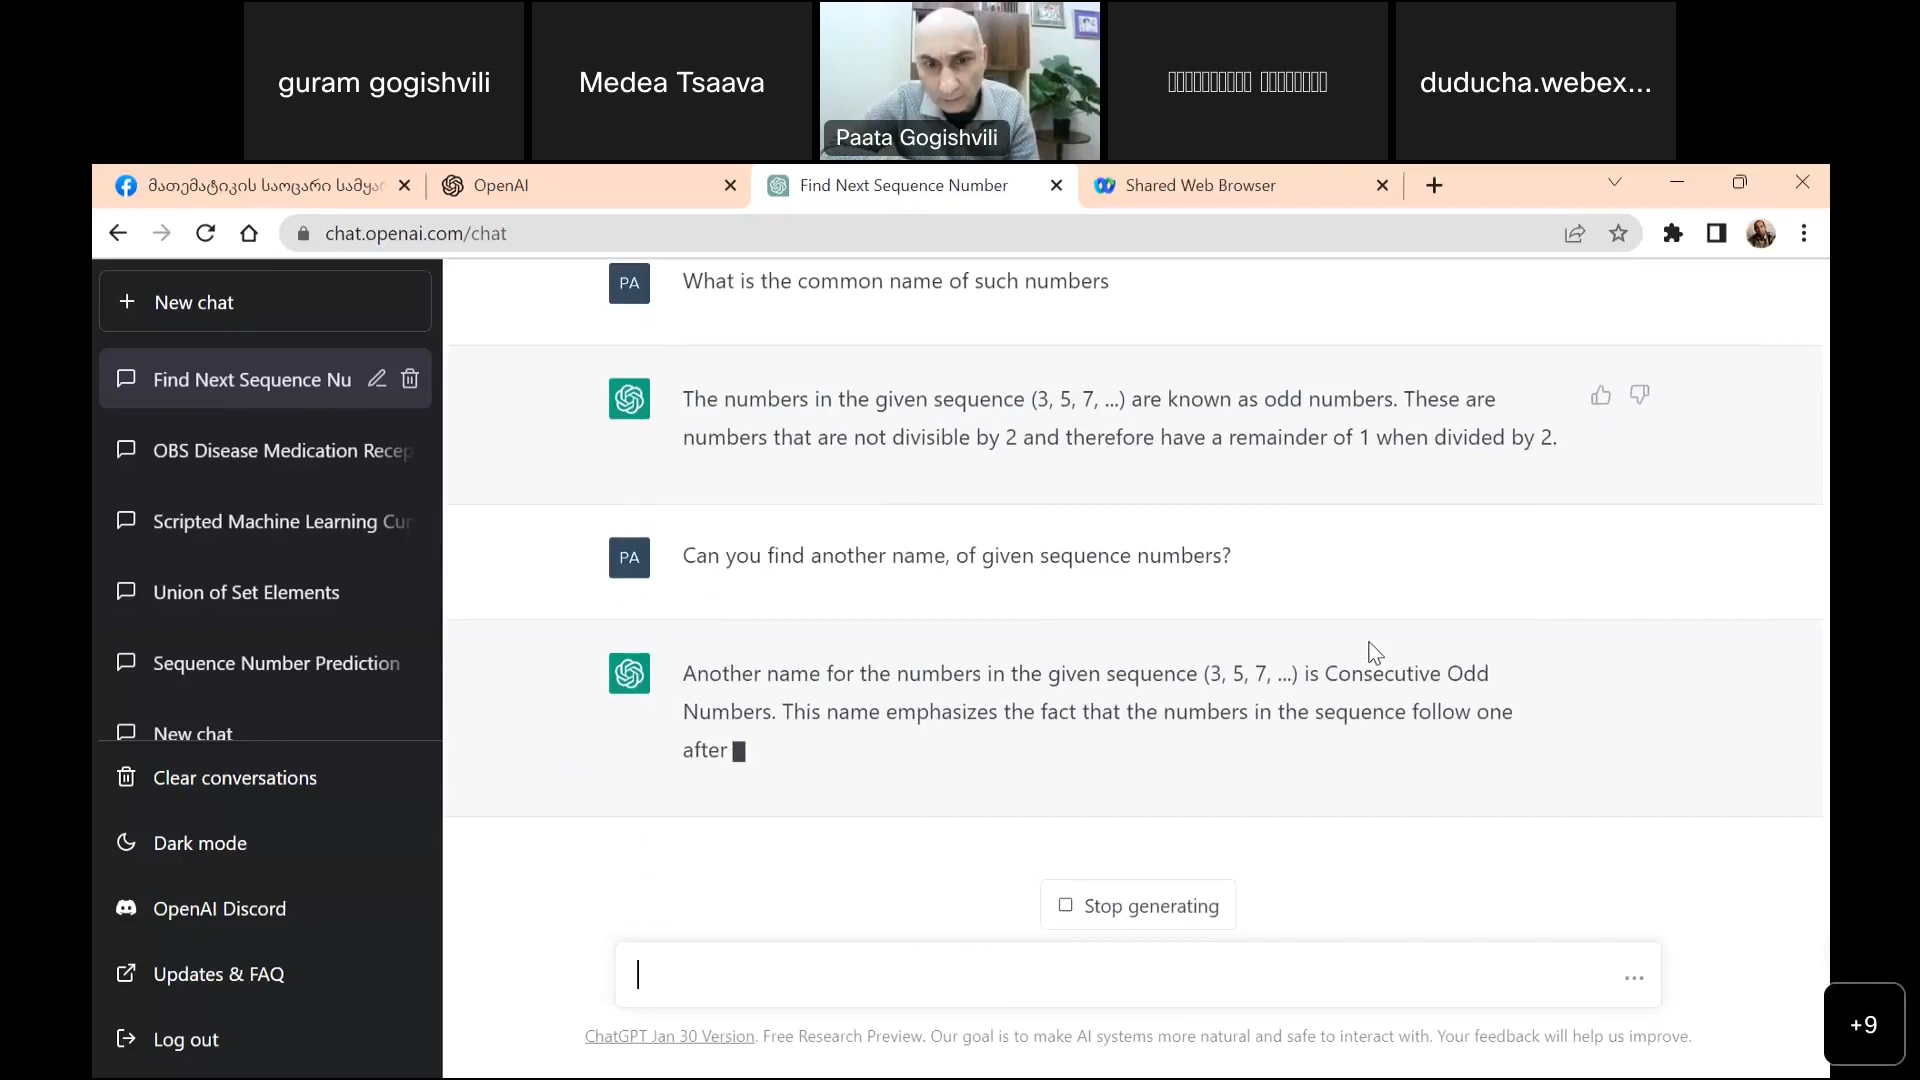 guram gogishvili
Medea Tsaava
Paata Gogishvili
duducha.webex...
მათემატიკის საოცარი სამყა
OpenAI
Find Next Sequence Number
Shared Web Browser
chat.openai.com/chat
New chat
Find Next Sequence Nu
OBS Disease Medication Recep
Scripted Machine Learning Cur
Union of Set Elements
Sequence Number Prediction
New chat
Clear conversations
Dark mode
OpenAI Discord
Updates & FAQ
Log out
PA
What is the common name of such numbers
The numbers in the given sequence (3, 5, 7, ...) are known as odd numbers. These are
numbers that are not divisible by 2 and therefore have a remainder of 1 when divided by 2.
PA
Can you find another name, of given sequence numbers?
Another name for the numbers in the given sequence (3, 5, 7, ...) is Consecutive Odd
Numbers. This name emphasizes the fact that the numbers in the sequence follow one
after
Stop generating
ChatGPT Jan 30 Version. Free Research Preview. Our goal is to make AI systems more natural and safe to interact with. Your feedback will help us improve.
+9